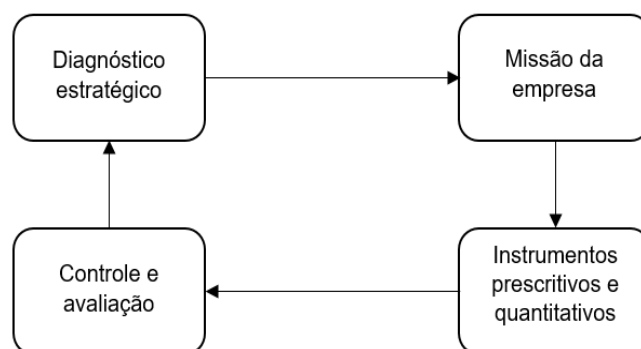 Diagnóstico
estratégico
Missão da
empresa
Instrumentos
prescritivos e
quantitativos
Controle e
avaliação